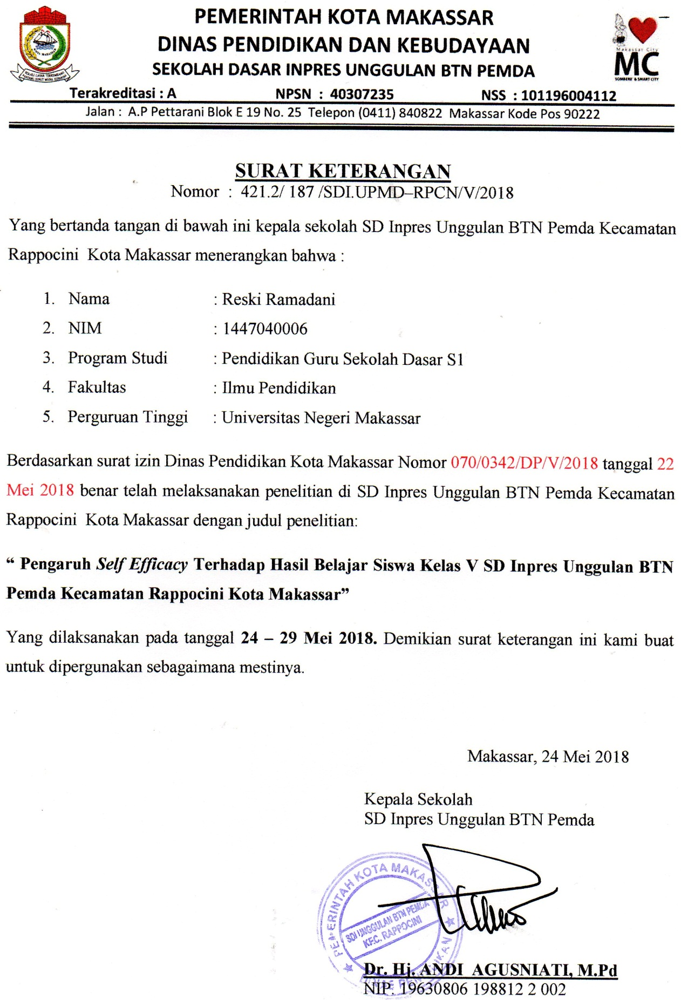 PEMERINTAH KOTA MAKASSAR
DINAS PENDIDIKAN DAN KEBUDAYAAN
SEKOLAH DASAR INPRES UNGGULAN BTN PEMDA
Terakreditasi : A NPSN : 40307235 NSS : 101196004112
Jalan : A.P Pettarani Blok E 19 No. 25 Telepon (0411) 840822 Makassar Kode Pos 90222
KOTA MAKASSAR
Makassar City
MC
SOMBERE & SMART CITY
SURAT KETERANGAN
Nomor : 421.2/ 187 /SDI.UPMD–RPCN/V/2018
Yang bertanda tangan di bawah ini kepala sekolah SD Inpres Unggulan BTN Pemda Kecamatan
Rappocini Kota Makassar menerangkan bahwa :
1. Nama : Reski Ramadani
2. NIM : 1447040006
3. Program Studi : Pendidikan Guru Sekolah Dasar S1
4. Fakultas : Ilmu Pendidikan
5. Perguruan Tinggi : Universitas Negeri Makassar
Berdasarkan surat izin Dinas Pendidikan Kota Makassar Nomor 070/0342/DP/V/2018 tanggal 22
Mei 2018 benar telah melaksanakan penelitian di SD Inpres Unggulan BTN Pemda Kecamatan
Rappocini Kota Makassar dengan judul penelitian:
“ Pengaruh Self Efficacy Terhadap Hasil Belajar Siswa Kelas V SD Inpres Unggulan BTN
Pemda Kecamatan Rappocini Kota Makassar”
Yang dilaksanakan pada tanggal 24 – 29 Mei 2018. Demikian surat keterangan ini kami buat
untuk dipergunakan sebagaimana mestinya.
Makassar, 24 Mei 2018
Kepala Sekolah
SD Inpres Unggulan BTN Pemda
PEMERINTAH KOTA MAKASSAR
SDI UNGGULAN BTN PEMDA
KEC. RAPPOCINI
DINAS PENDIDIKAN
Dr. Hj. ANDI AGUSNIATI, M.Pd
NIP. 19630806 198812 2 002